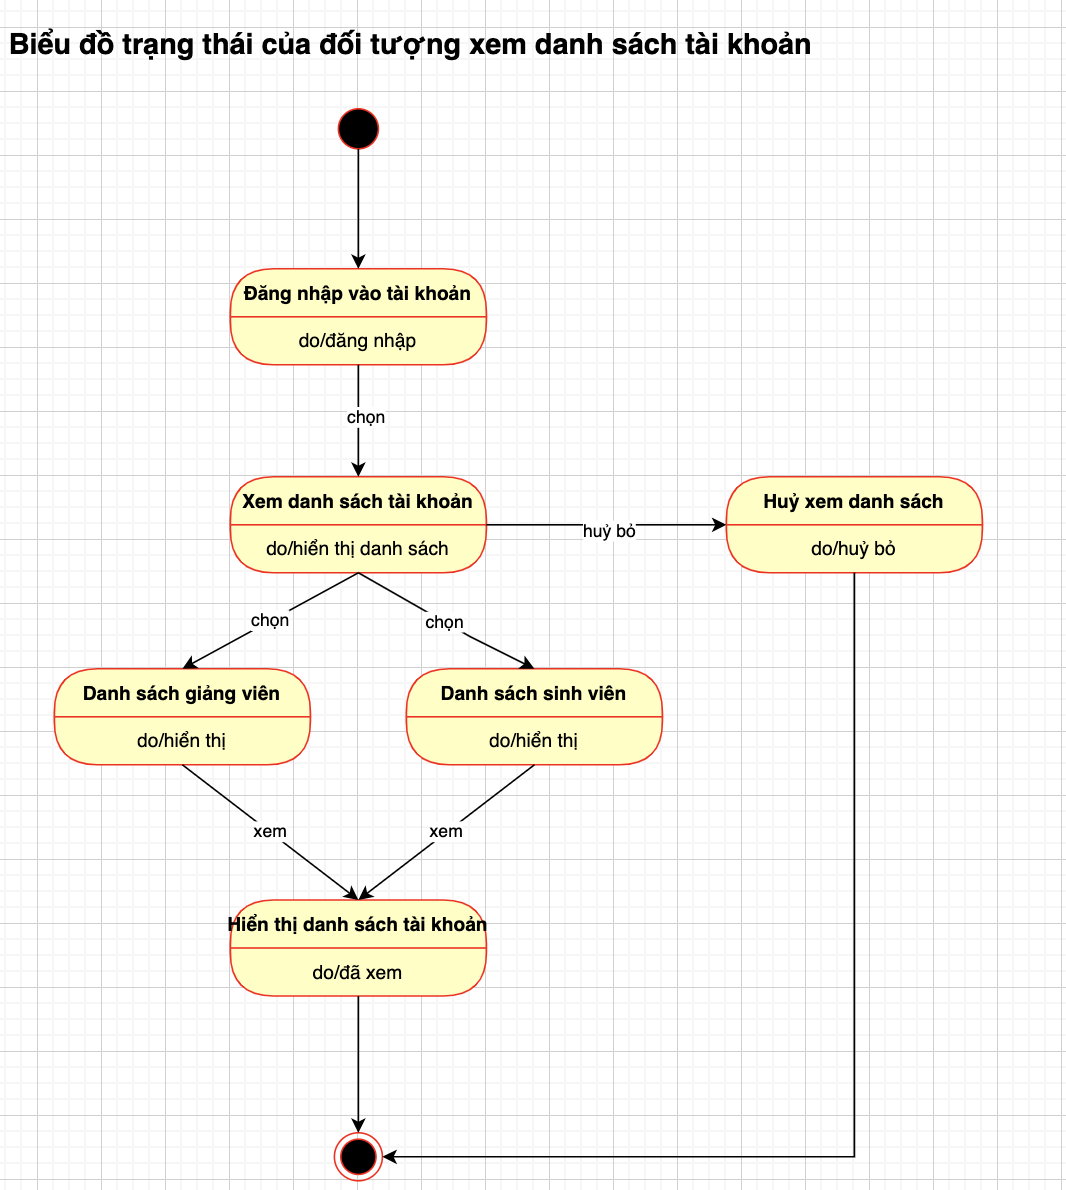 Biểu đồ trạng thái của đối tượng xem danh sách tài khoản
Đăng nhập vào tài khoản
do/đăng nhập
chọn
Xem danh sách tài khoản
do/hiển thị danh sách
huỷ bỏ
Huỷ xem danh sách
do/huỷ bỏ
chọn
chọn
Danh sách giảng viên
do/hiển thị
Danh sách sinh viên
do/hiển thị
xem
xem
Hiển thị danh sách tài khoản
do/đã xem